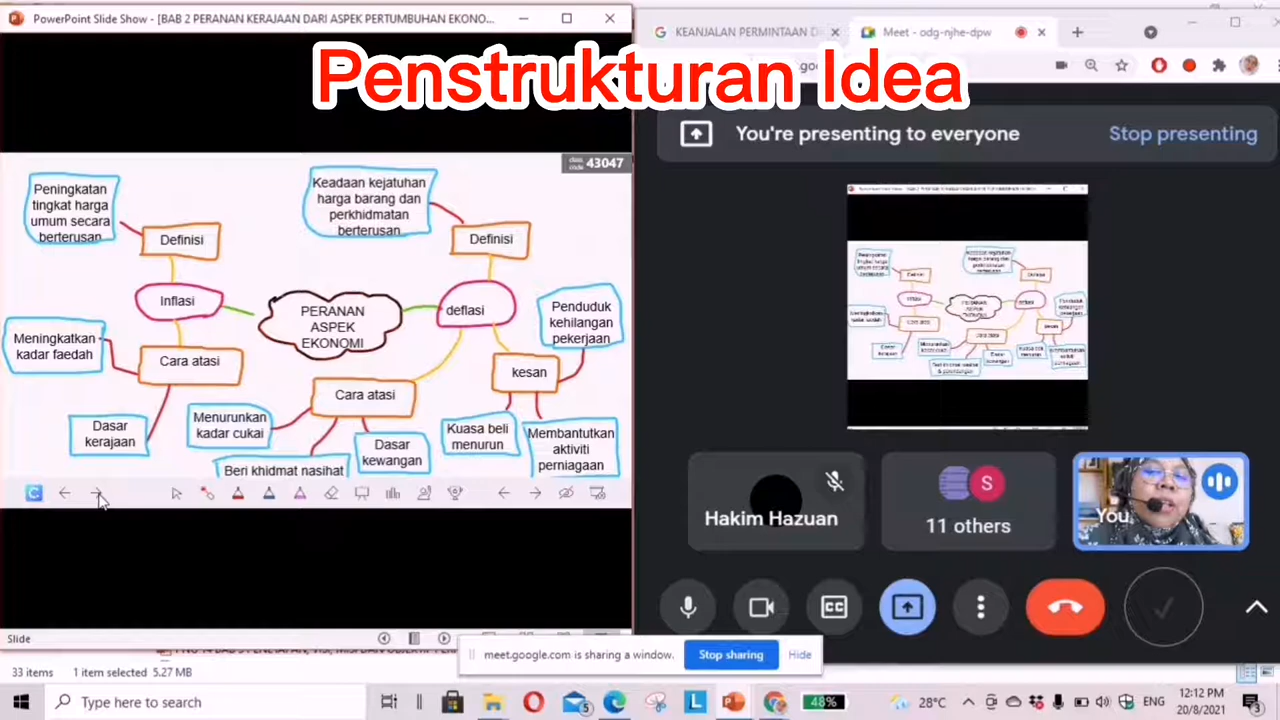 PowerPoint Slide Show - [BAB 2 PERANAN KERAJAAN DARI ASPEK PERTUMBUHAN EKONO...
KEANJALAN PERMINTAAN D
Meet - odg-njhe-dpw
Penstrukturan Idea
You're presenting to everyone
Stop presenting
class code 43047
Peningkatan
tingkat harga
umum secara
berterusan
Keadaan kejatuhan
harga barang dan
perkhidmatan
berterusan
Definisi
Definisi
Inflasi
PERANAN
ASPEK
EKONOMI
deflasi
Penduduk
kehilangan
pekerjaan
Meningkatkan
kadar faedah
Cara atasi
kesan
Cara atasi
Dasar
kerajaan
Menurunkan
kadar cukai
Beri khidmat nasihat
Dasar
kewangan
Kuasa beli
menurun
Membantutkan
aktiviti
perniagaan
Hakim Hazuan
S
11 others
You
Slide
meet.google.com is sharing a window.
Stop sharing
Hide
33 items
1 item selected 5.27 MB
Type here to search
5
L
48%
28°C
ENG
12:12 PM
20/8/2021
3